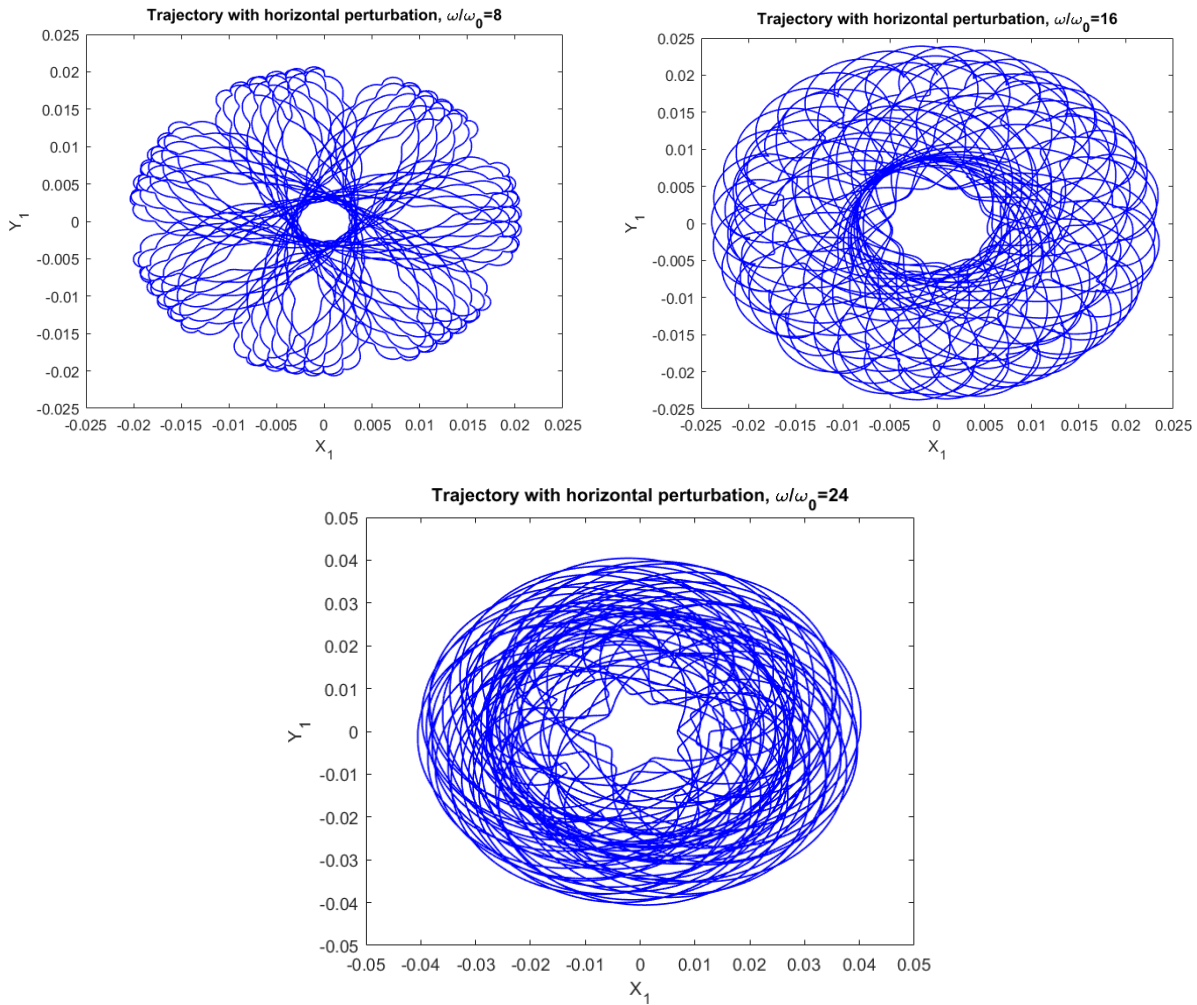 Trajectory with horizontal perturbation, ω/ω₀=8
0.025
0.02
0.015
0.01
0.005
0
-0.005
-0.01
-0.015
-0.02
-0.025
Y₁
-0.025 -0.02 -0.015 -0.01 -0.005 0 0.005 0.01 0.015 0.02 0.025
X₁
Trajectory with horizontal perturbation, ω/ω₀=16
0.025
0.02
0.015
0.01
0.005
0
-0.005
-0.01
-0.015
-0.02
-0.025
Y₁
-0.025 -0.02 -0.015 -0.01 -0.005 0 0.005 0.01 0.015 0.02 0.025
X₁
Trajectory with horizontal perturbation, ω/ω₀=24
0.05
0.04
0.03
0.02
0.01
0
-0.01
-0.02
-0.03
-0.04
-0.05
Y₁
-0.05 -0.04 -0.03 -0.02 -0.01 0 0.01 0.02 0.03 0.04 0.05
X₁